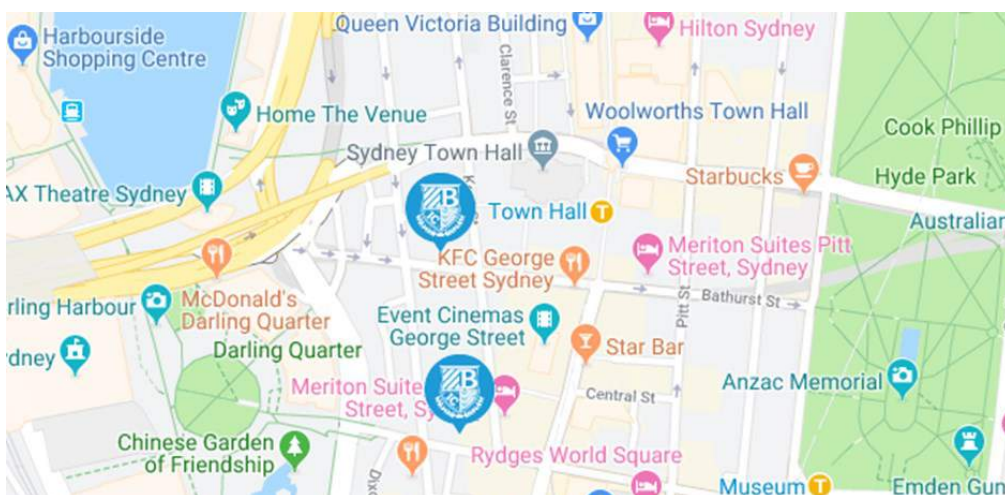 Queen Victoria Building
Hilton Sydney
Harbourside
Shopping Centre
Clarence St
Home The Venue
Woolworths Town Hall
Cook Phillip
Sydney Town Hall
Starbucks
Hyde Park
AX Theatre Sydney
B
Town Hall
T
Australian
KFC George
Street Sydney
Meriton Suites Pitt
Street, Sydney
rling Harbour
McDonald's
Darling Quarter
Bathurst St
Pitt St
Event Cinemas
George Street
dney
Darling Quarter
Star Bar
Meriton Suite
Street, Sy
B
Central St
Anzac Memorial
Chinese Garden
of Friendship
Dixo
Rydges World Square
Museum
T
Emden Gun